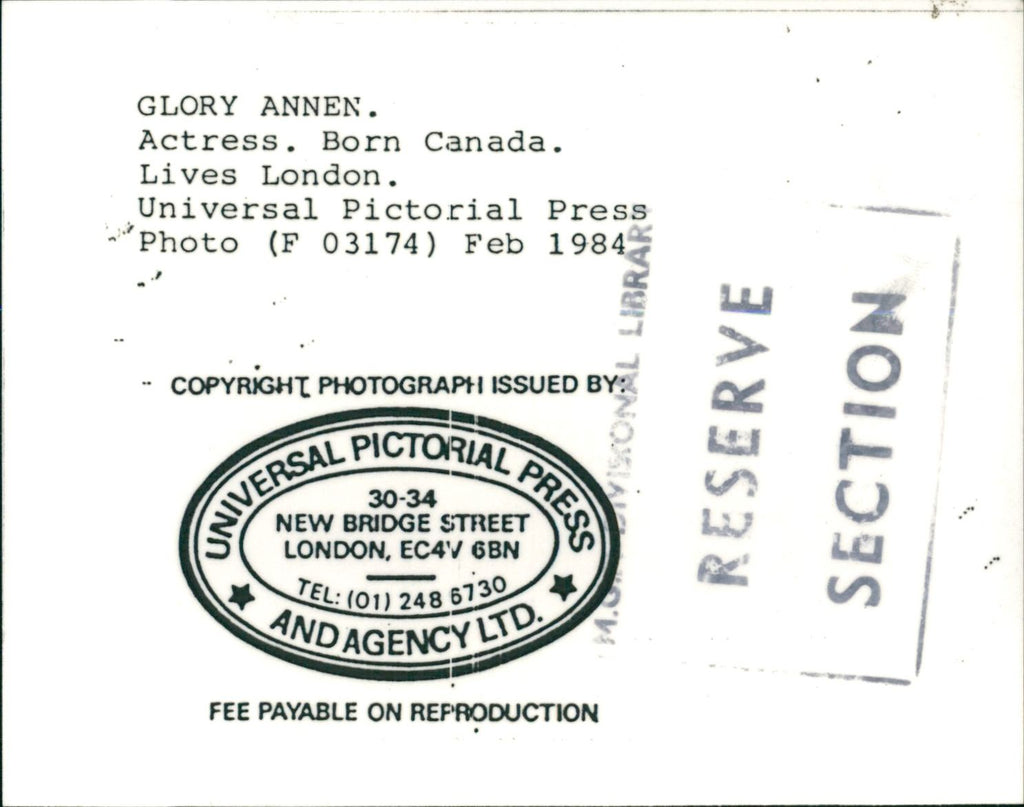 GLORY ANNEN.
Actress. Born Canada.
Lives London.
Universal Pictorial Press
Photo (F 03174) Feb 1984
COPYRIGHT PHOTOGRAPH ISSUED BY:
UNIVERSAL PICTORIAL PRESS
30-34
NEW BRIDGE STREET
LONDON, EC4V 6BN
TEL: (01) 248 6730
★ AND AGENCY LTD. ★
FEE PAYABLE ON REPRODUCTION
DIVISIONAL LIBRARY
RESERVE
SECTION